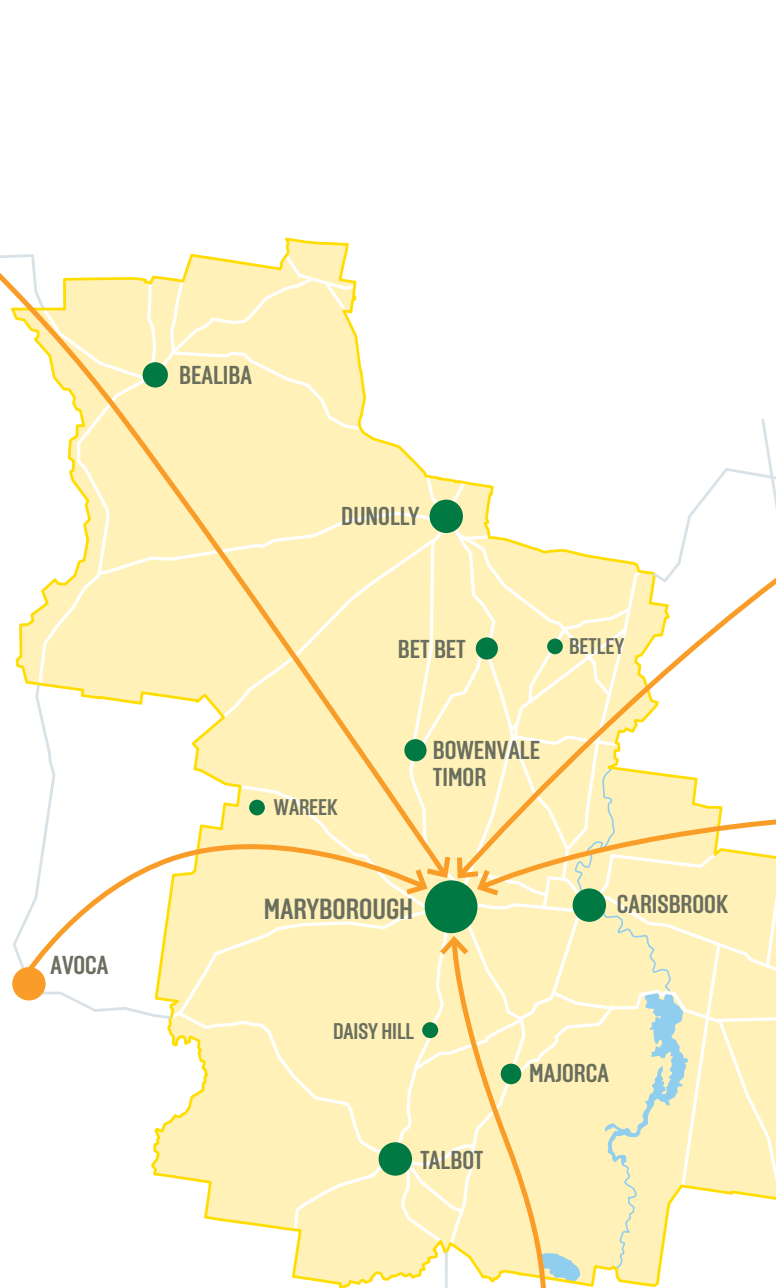 BEALIBA
DUNOLLY
BET BET
BETLEY
BOWENVALE
TIMOR
WAREEK
MARYBOROUGH
CARISBROOK
AVOCA
DAISY HILL
MAJORCA
TALBOT